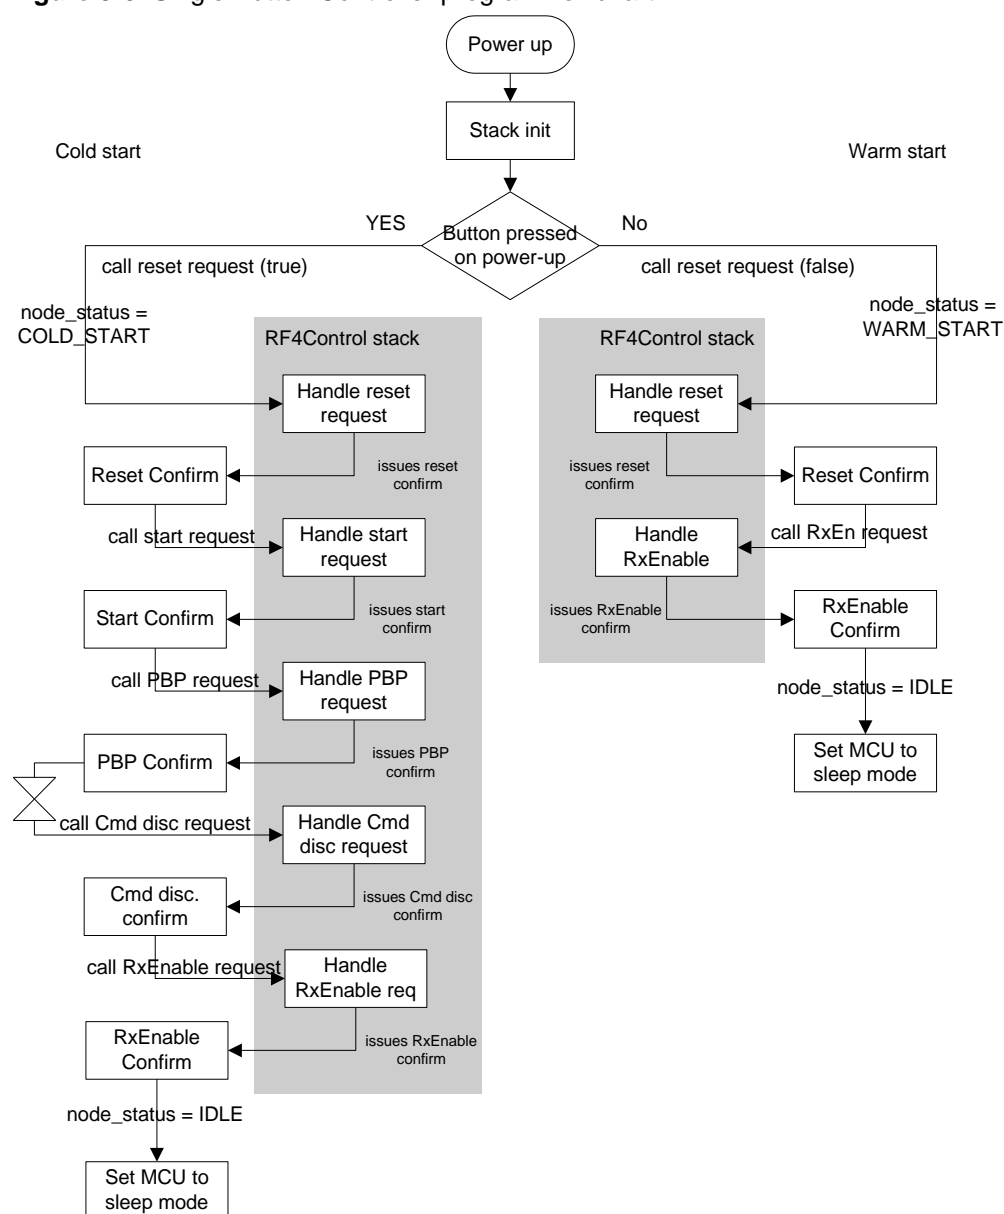 Power up
Stack init
Cold start
Warm start
YES
No
Button pressed
on power-up
call reset request (true)
call reset request (false)
node_status =
COLD_START
node_status =
WARM_START
RF4Control stack
RF4Control stack
Handle reset
request
Handle reset
request
Reset Confirm
issues reset
confirm
issues reset
confirm
Reset Confirm
call start request
Handle start
request
Handle
RxEnable
call RxEn request
Start Confirm
issues start
confirm
issues RxEnable
confirm
RxEnable
Confirm
call PBP request
Handle PBP
request
node_status = IDLE
PBP Confirm
issues PBP
confirm
Set MCU to
sleep mode
call Cmd disc request
Handle Cmd
disc request
Cmd disc.
confirm
issues Cmd disc
confirm
call RxEnable request
Handle
RxEnable req
RxEnable
Confirm
issues RxEnable
confirm
node_status = IDLE
Set MCU to
sleep mode